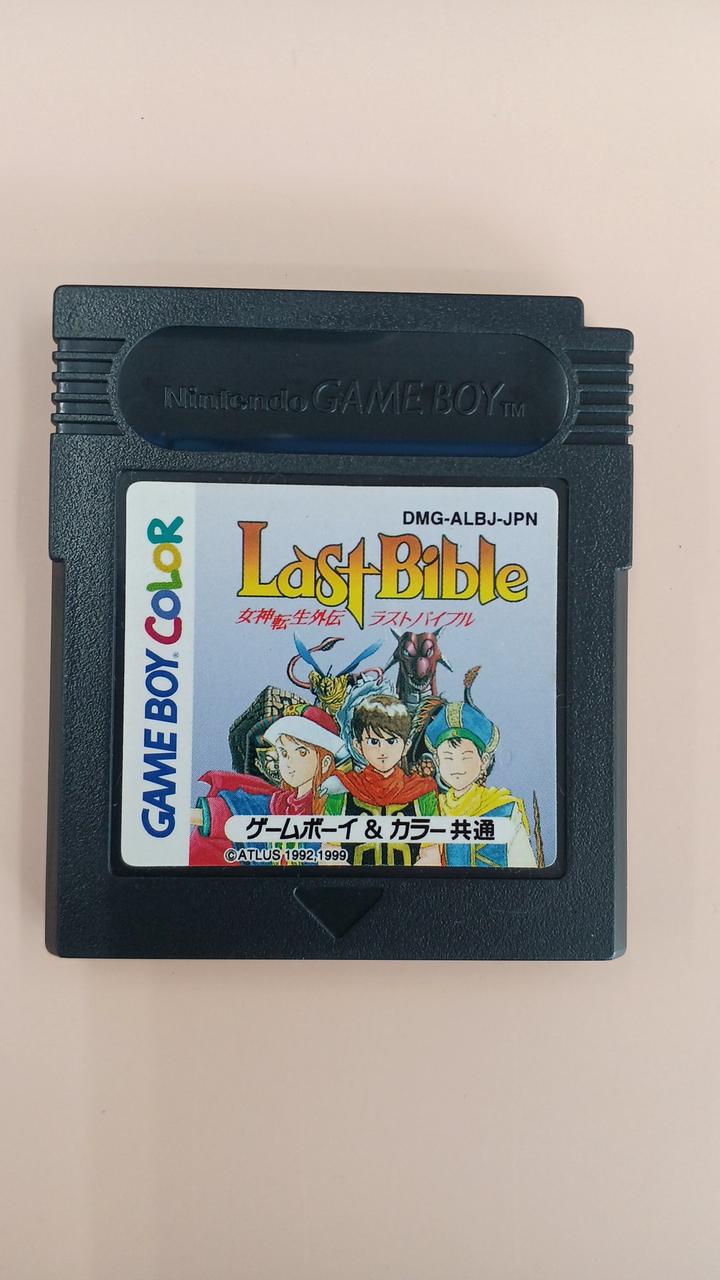 Nintendo GAME BOY™
GAME BOY® COLOR
DMG-ALBJ-JPN
Last Bible
女神転生外伝 ラストバイブル
ゲームボーイ & カラー共通
©ATLUS 1992,1999